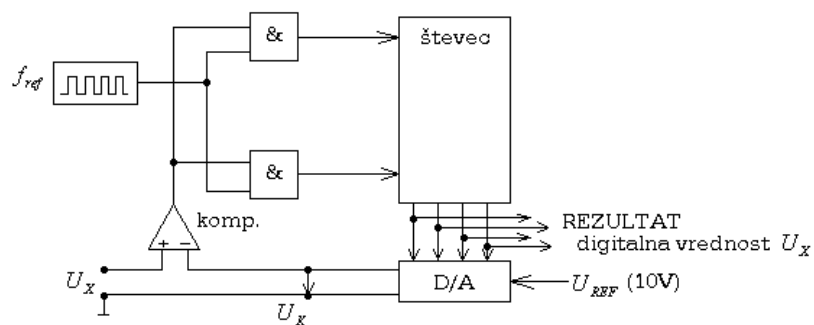 &
števec
f_ref
&
komp.
+ −
REZULTAT
digitalna vrednost U_X
U_X
D/A
U_REF (10V)
U_K